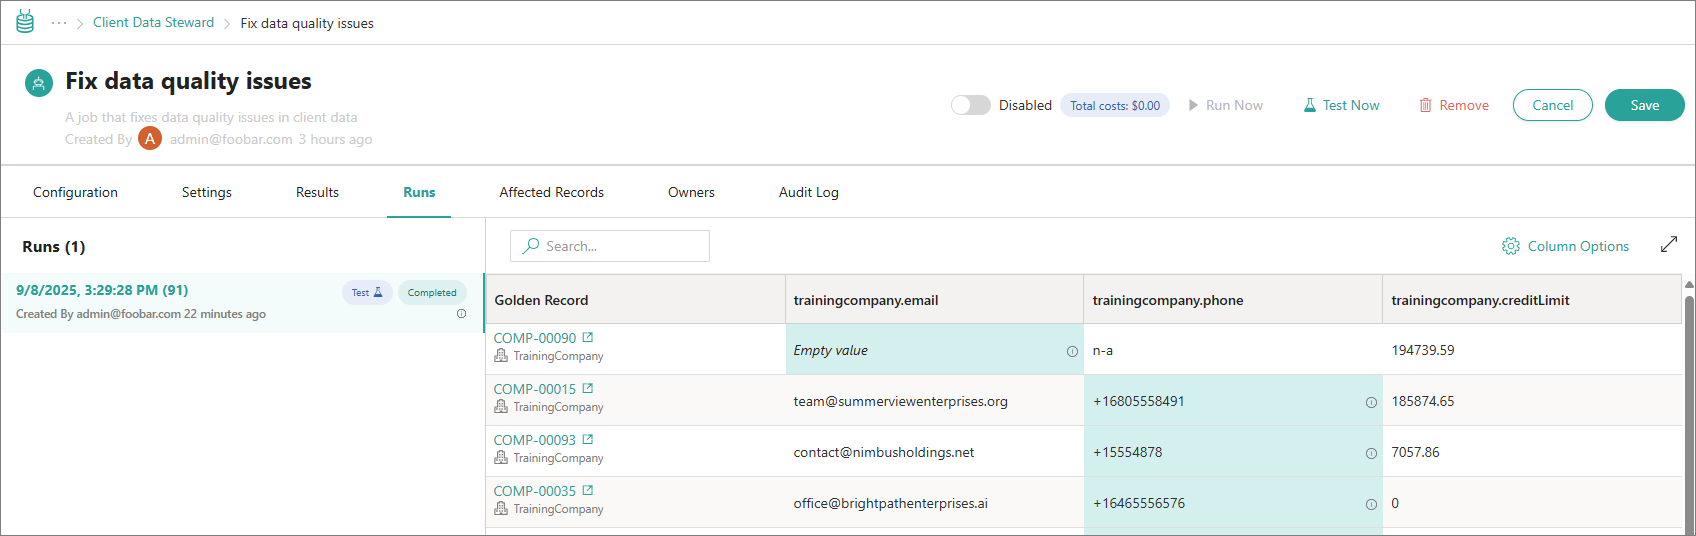 ··· > Client Data Steward > Fix data quality issues
Fix data quality issues
A job that fixes data quality issues in client data
Created By A admin@foobar.com 3 hours ago
Disabled Total costs: $0.00 Run Now Test Now Remove Cancel Save
Configuration Settings Results Runs Affected Records Owners Audit Log
Runs (1)
9/8/2025, 3:29:28 PM (91) Test Completed
Created By admin@foobar.com 22 minutes ago
Search... Column Options
Golden Record trainingcompany.email trainingcompany.phone trainingcompany.creditLimit
COMP-00090
TrainingCompany
Empty value n-a 194739.59
COMP-00015
TrainingCompany
team@summerviewenterprises.org +16805558491 185874.65
COMP-00093
TrainingCompany
contact@nimbusholdings.net +15554878 7057.86
COMP-00035
TrainingCompany
office@brightpathenterprises.ai +16465556576 0